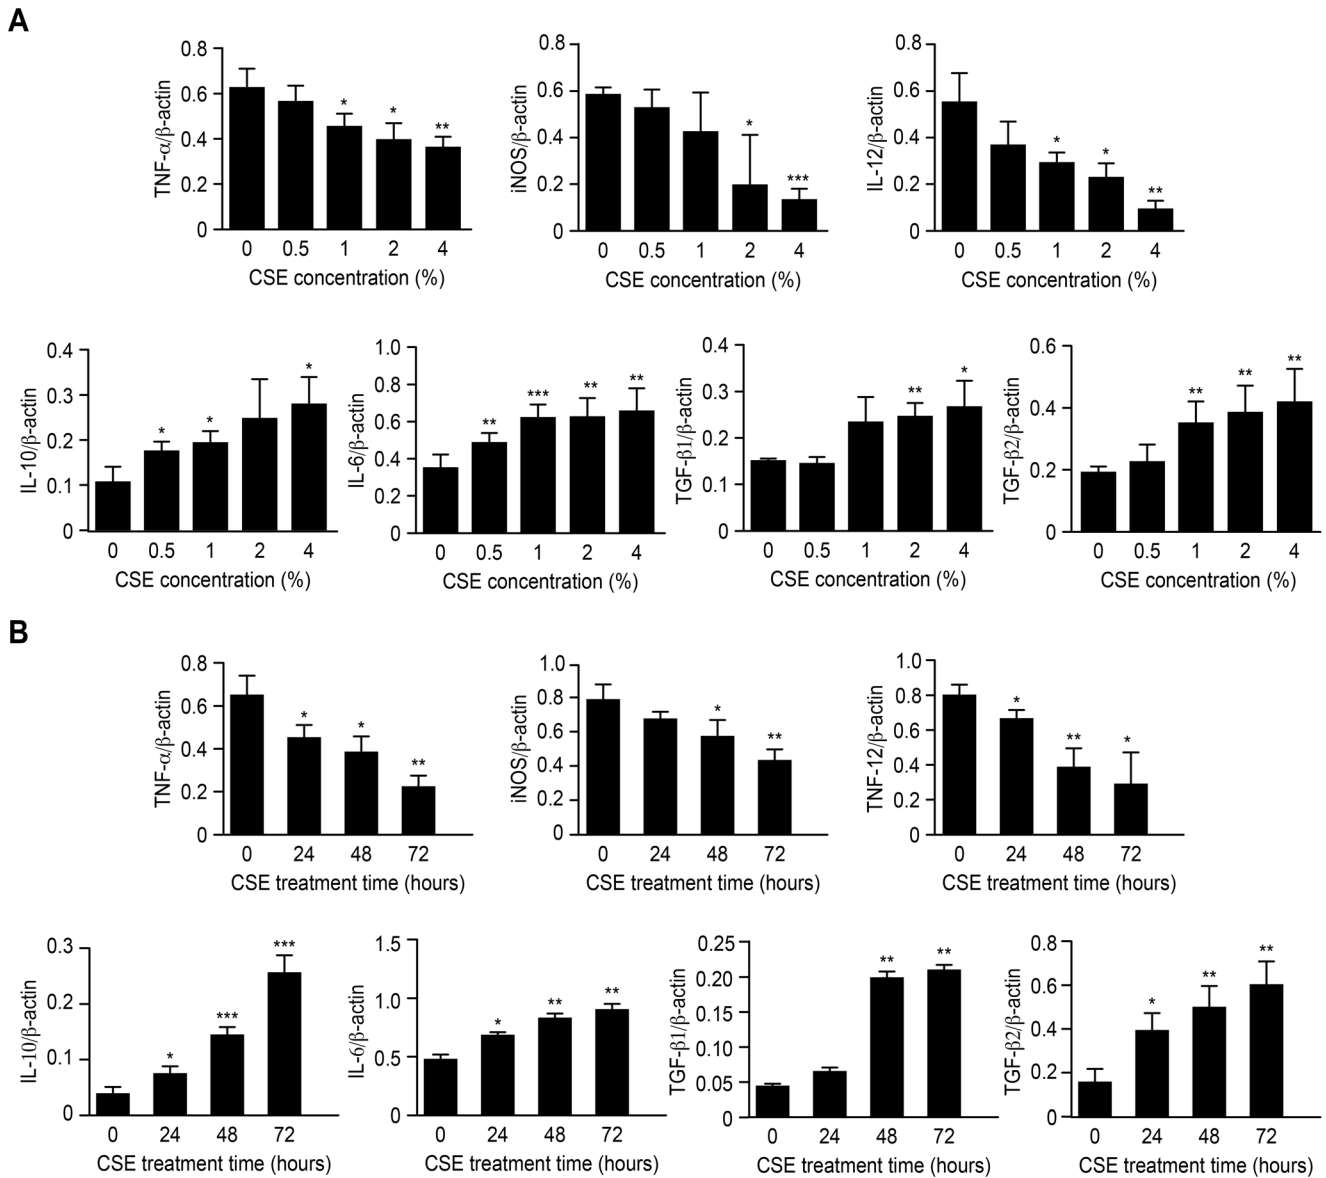 A
TNF-α/β-actin
0.8
0.6
0.4
0.2
0
* * **
0 0.5 1 2 4
CSE concentration (%)
iNOS/β-actin
0.8
0.6
0.4
0.2
0
* ***
0 0.5 1 2 4
CSE concentration (%)
IL-12/β-actin
0.8
0.6
0.4
0.2
0
* * **
0 0.5 1 2 4
CSE concentration (%)
IL-10/β-actin
0.4
0.3
0.2
0.1
0
* * *
0 0.5 1 2 4
CSE concentration (%)
IL-6/β-actin
1.0
0.8
0.6
0.4
0.2
0
** *** ** **
0 0.5 1 2 4
CSE concentration (%)
TGF-β1/β-actin
0.4
0.3
0.2
0.1
0
** *
0 0.5 1 2 4
CSE concentration (%)
TGF-β2/β-actin
0.6
0.4
0.2
0
** ** **
0 0.5 1 2 4
CSE concentration (%)
B
TNF-α/β-actin
0.8
0.6
0.4
0.2
0
* * **
0 24 48 72
CSE treatment time (hours)
iNOS/β-actin
1.0
0.8
0.6
0.4
0.2
0
* **
0 24 48 72
CSE treatment time (hours)
TNF-12/β-actin
1.0
0.8
0.6
0.4
0.2
0
* ** *
0 24 48 72
CSE treatment time (hours)
IL-10/β-actin
0.3
0.2
0.1
0
* *** ***
0 24 48 72
CSE treatment time (hours)
IL-6/β-actin
1.5
1.0
0.5
0
* ** **
0 24 48 72
CSE treatment time (hours)
TGF-β1/β-actin
0.25
0.20
0.15
0.10
0.05
0
** **
0 24 48 72
CSE treatment time (hours)
TGF-β2/β-actin
0.8
0.6
0.4
0.2
0
* ** **
0 24 48 72
CSE treatment time (hours)